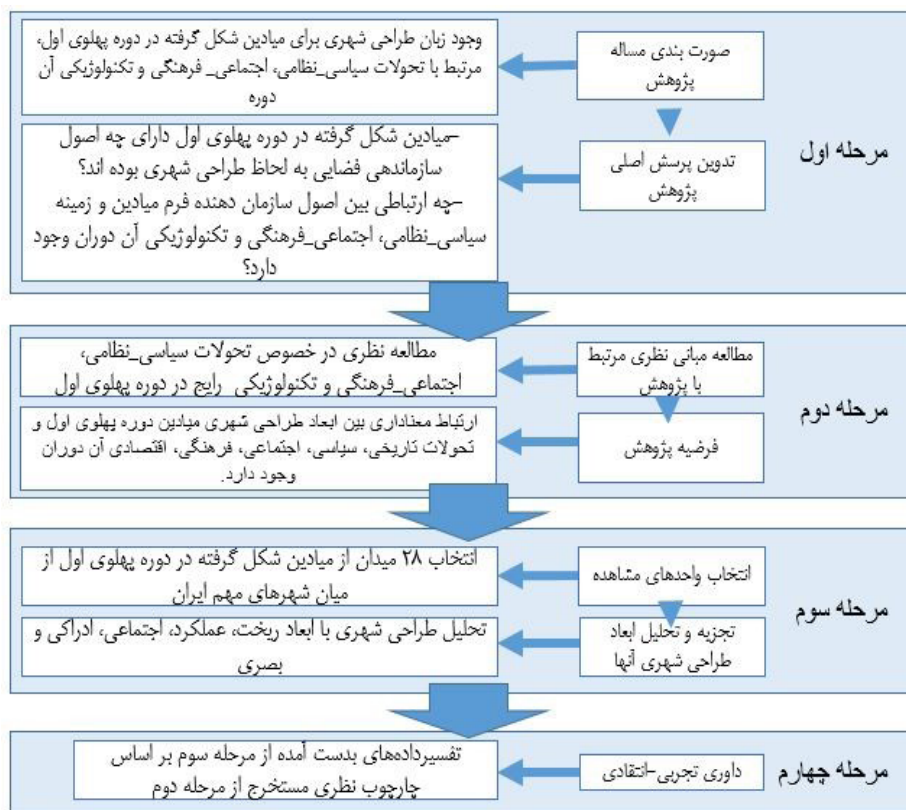 مرحله اول
صورت بندی مساله
پژوهش
وجود زبان طراحی شهری برای میادین شکل گرفته در دوره پهلوی اول،
مرتبط با تحولات سیاسی_نظامی، اجتماعی_ فرهنگی و تکنولوژیکی آن
دوره
تدوین پرسش اصلی
پژوهش
-میادین شکل گرفته در دوره پهلوی اول دارای چه اصول
سازماندهی فضایی به لحاظ طراحی شهری بوده اند؟
-چه ارتباطی بین اصول سازمان دهنده فرم میادین و زمینه
سیاسی_نظامی، اجتماعی_فرهنگی و تکنولوژیکی آن دوران وجود
دارد؟
مرحله دوم
مطالعه مبانی نظری مرتبط
با پژوهش
مطالعه نظری در خصوص تحولات سیاسی_نظامی،
اجتماعی_فرهنگی و تکنولوژیکی رایج در دوره پهلوی اول
فرضیه پژوهش
ارتباط معناداری بین ابعاد طراحی شهری میادین دوره پهلوی اول و
تحولات تاریخی، سیاسی، اجتماعی، فرهنگی، اقتصادی آن دوران
وجود دارد.
مرحله سوم
انتخاب واحدهای مشاهده
انتخاب ۲۸ میدان از میادین شکل گرفته در دوره پهلوی اول از
میان شهرهای مهم ایران
تجزیه و تحلیل ابعاد
طراحی شهری آنها
تحلیل طراحی شهری با ابعاد ریخت، عملکرد، اجتماعی، ادراکی و
بصری
مرحله چهارم
داوری تجربی-انتقادی
تفسیرداده‌های بدست آمده از مرحله سوم بر اساس
چارچوب نظری مستخرج از مرحله دوم